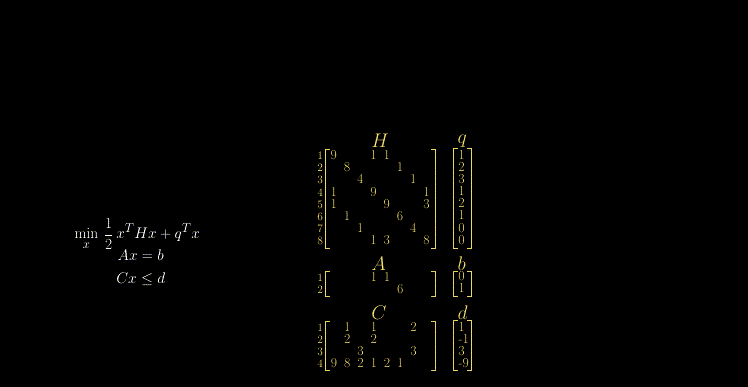 min_x 1/2 x^T Hx + q^T x
Ax = b
Cx ≤ d
H q
1 9 1 1 1
2 8 1 2
3 4 1 3
4 1 9 1 1
5 1 9 3 2
6 1 6 1
7 1 4 0
8 1 3 8 0
A b
1 1 1 0
2 6 1
C d
1 1 1 2 1
2 2 2 -1
3 3 3 3
4 9 8 2 1 2 1 -9